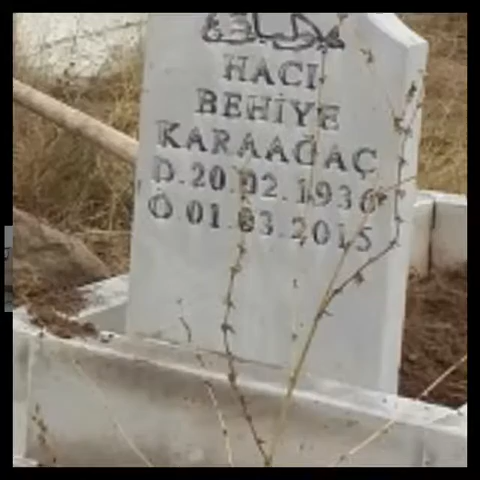 HACI
BEHİYE
KARAAĞAÇ
D.20.02.1936
Ö 01.03.2015